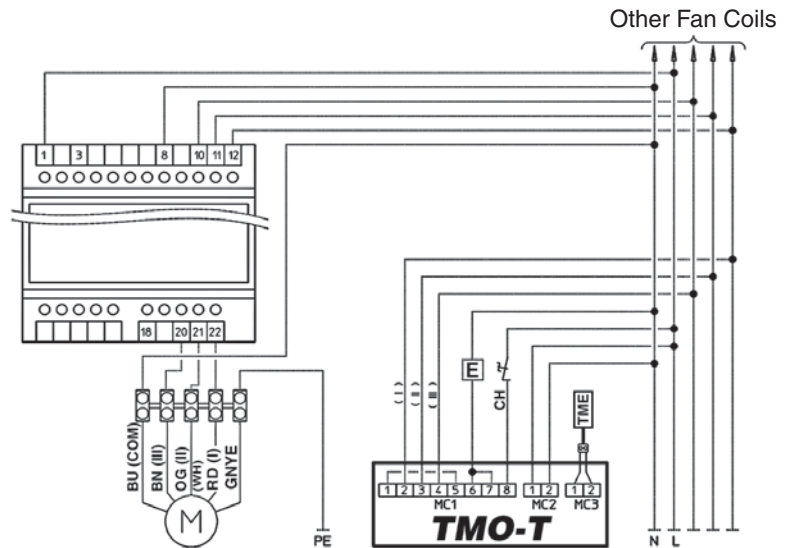 Other Fan Coils
1 3 8 10 11 12
18 20 21 22
BU (COM)
BN (III)
OG (II)
(WH)
RD (I)
GNYE
M
PE
( I )
( II )
( III )
E
CH
TME
1 2 3 4 5 6 7 8
MC1
1 2
MC2
1 2
MC3
TMO-T
N L